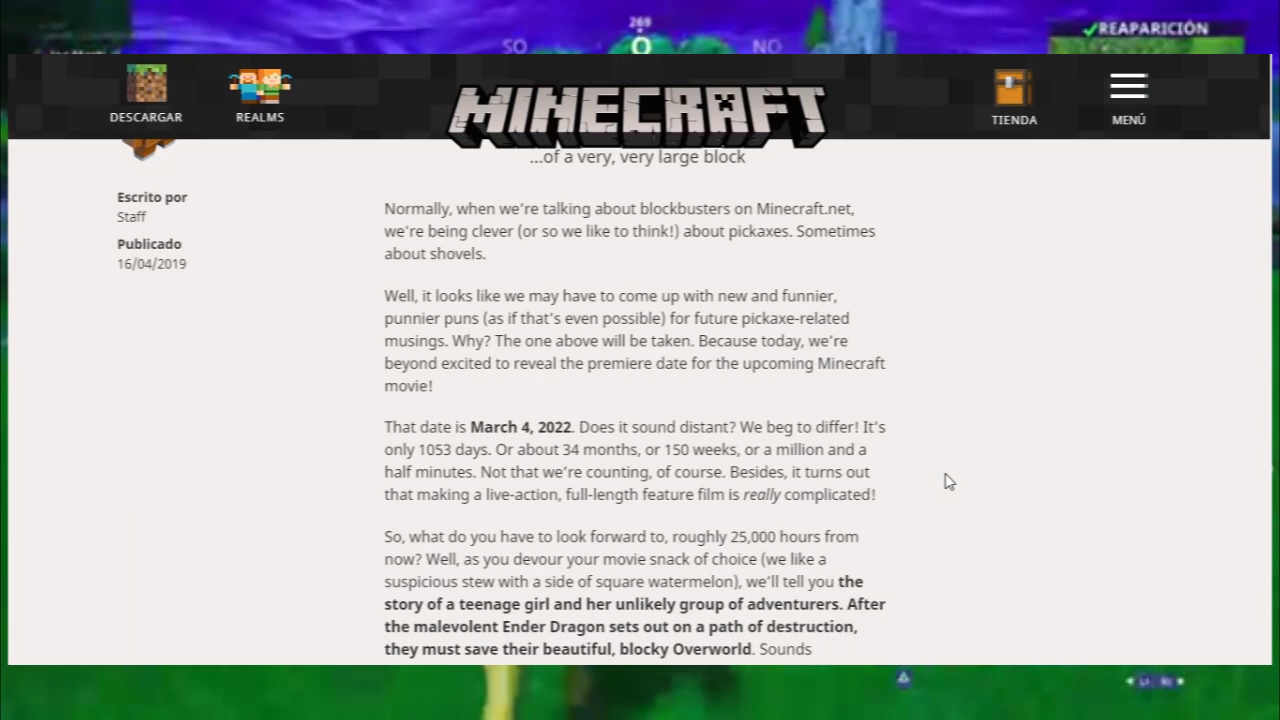 269
SO
O
NO
REAPARICIÓN
DESCARGAR
REALMS
MINECRAFT
TIENDA
MENÚ
...of a very, very large block
Escrito por
Staff
Publicado
16/04/2019
Normally, when we're talking about blockbusters on Minecraft.net,
we're being clever (or so we like to think!) about pickaxes. Sometimes
about shovels.
Well, it looks like we may have to come up with new and funnier,
punnier puns (as if that's even possible) for future pickaxe-related
musings. Why? The one above will be taken. Because today, we're
beyond excited to reveal the premiere date for the upcoming Minecraft
movie!
That date is March 4, 2022. Does it sound distant? We beg to differ! It's
only 1053 days. Or about 34 months, or 150 weeks, or a million and a
half minutes. Not that we're counting, of course. Besides, it turns out
that making a live-action, full-length feature film is really complicated!
So, what do you have to look forward to, roughly 25,000 hours from
now? Well, as you devour your movie snack of choice (we like a
suspicious stew with a side of square watermelon), we'll tell you the
story of a teenage girl and her unlikely group of adventurers. After
the malevolent Ender Dragon sets out on a path of destruction,
they must save their beautiful, blocky Overworld. Sounds